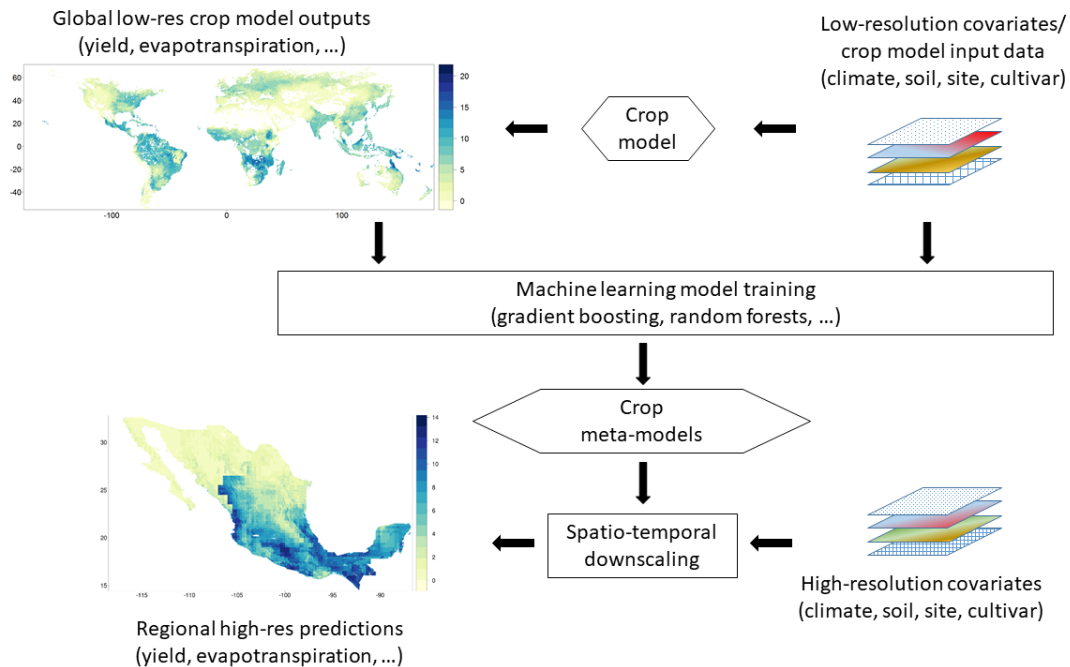 Global low-res crop model outputs
(yield, evapotranspiration, ...)
Low-resolution covariates/
crop model input data
(climate, soil, site, cultivar)
60
40
20
0
-20
-40
-100
0
100
20
15
10
5
0
Crop
model
Machine learning model training
(gradient boosting, random forests, ...)
Crop
meta-models
30
25
20
15
-115
-110
-105
-100
-95
-90
14
12
10
8
6
4
2
0
Spatio-temporal
downscaling
High-resolution covariates
(climate, soil, site, cultivar)
Regional high-res predictions
(yield, evapotranspiration, ...)